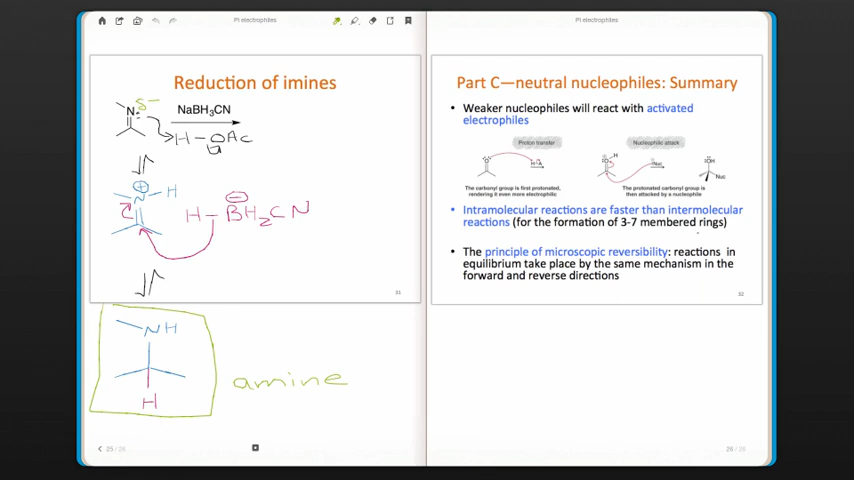 PI electrophiles
PI electrophiles
Reduction of imines
N δ−
NaBH3CN
H-OAc
⊕
N H
⊖
H-BH2CN
31
NH
H
amine
25 / 26
Part C—neutral nucleophiles: Summary
• Weaker nucleophiles will react with activated
electrophiles
Proton transfer
Nucleophilic attack
The carbonyl group is first protonated,
rendering it even more electrophilic
The protonated carbonyl group is
then attacked by a nucleophile
• Intramolecular reactions are faster than intermolecular
reactions (for the formation of 3-7 membered rings)
• The principle of microscopic reversibility: reactions in
equilibrium take place by the same mechanism in the
forward and reverse directions
32
26 / 26